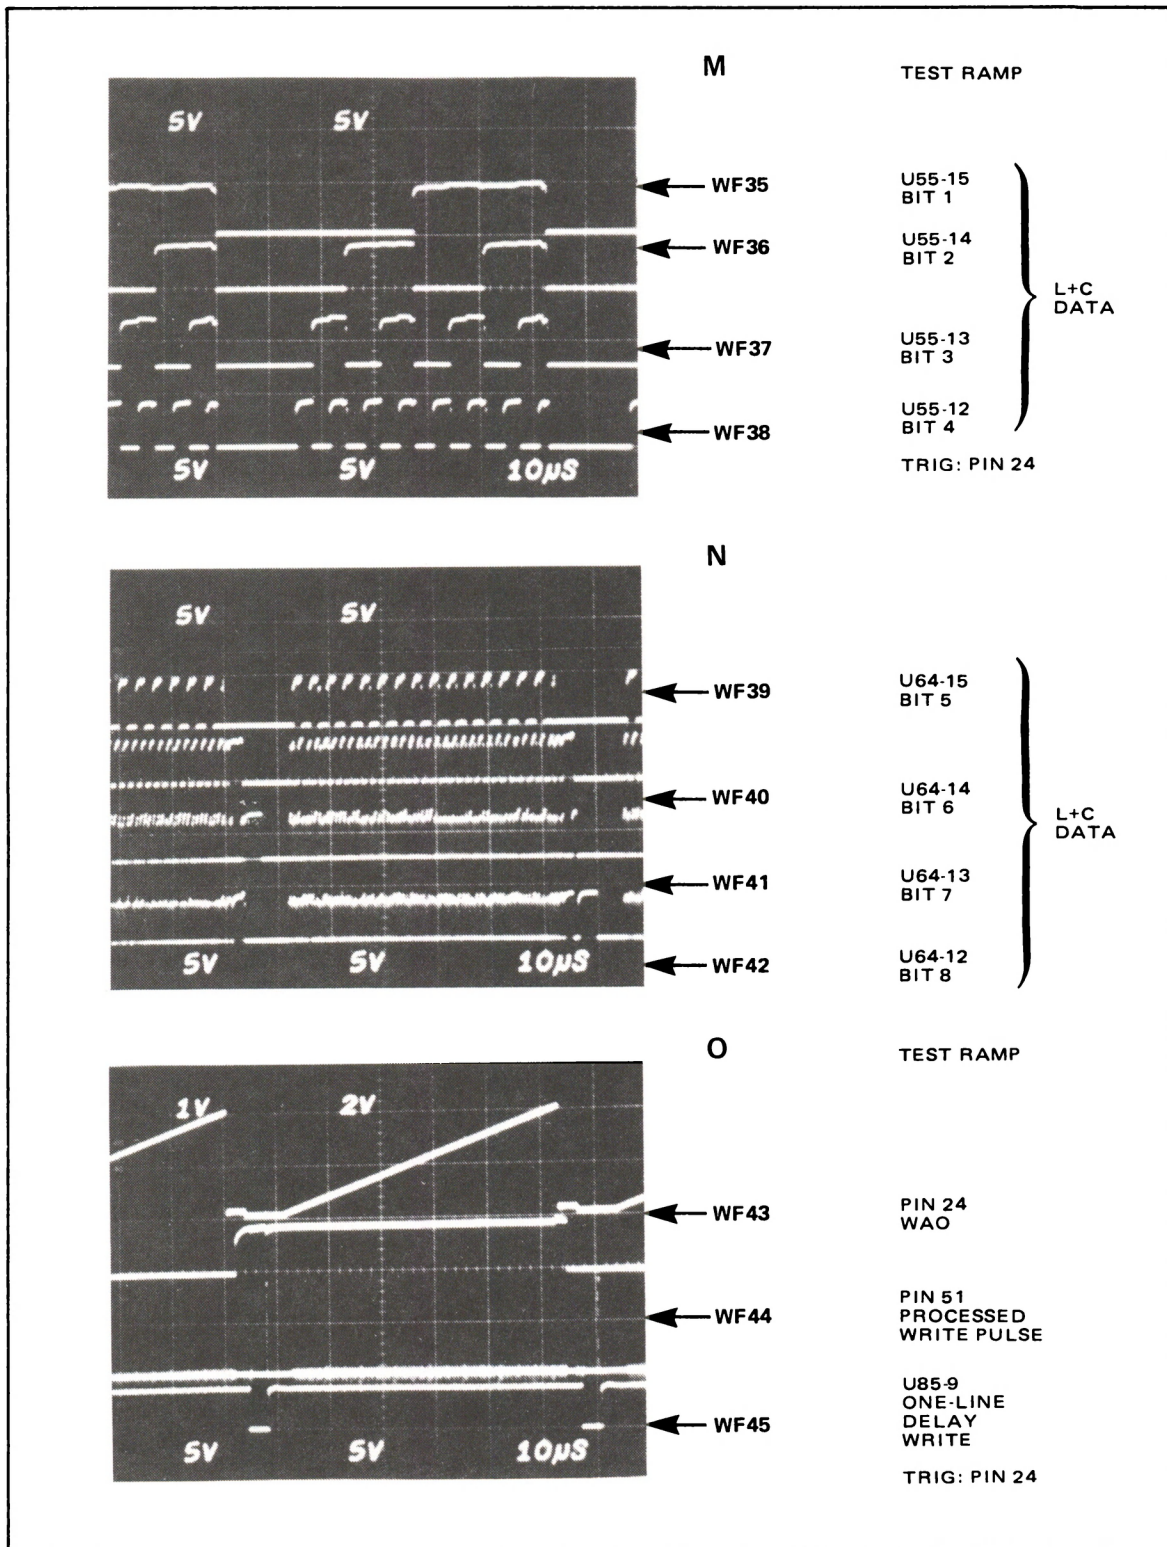 M
TEST RAMP
5V 5V
WF35
U55-15
BIT 1
WF36
U55-14
BIT 2
L+C
DATA
WF37
U55-13
BIT 3
WF38
U55-12
BIT 4
5V 5V 10µS
TRIG: PIN 24
N
5V 5V
WF39
U64-15
BIT 5
WF40
U64-14
BIT 6
L+C
DATA
WF41
U64-13
BIT 7
5V 5V 10µS
WF42
U64-12
BIT 8
O
TEST RAMP
1V 2V
WF43
PIN 24
WAO
WF44
PIN 51
PROCESSED
WRITE PULSE
WF45
U85-9
ONE-LINE
DELAY
WRITE
5V 5V 10µS
TRIG: PIN 24